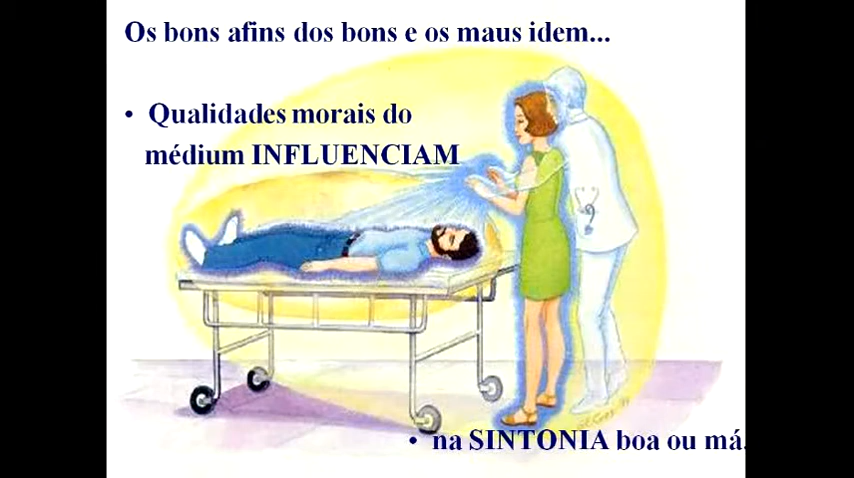 Os bons afins dos bons e os maus idem...
• Qualidades morais do
médium INFLUENCIAM
• na SINTONIA boa ou má.